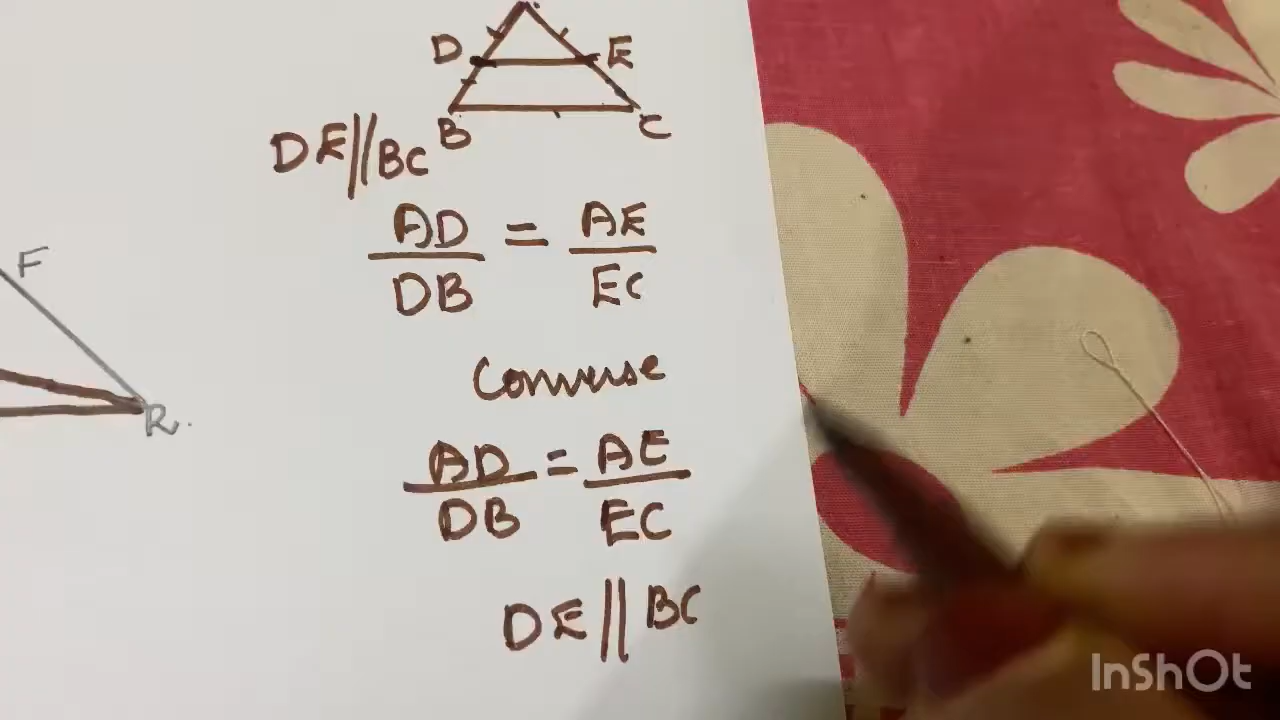 D E
B C
DE||BC
AD = AE
DB EC
F
Converse
R.
AD = AE
DB EC
DE || BC
InShOt